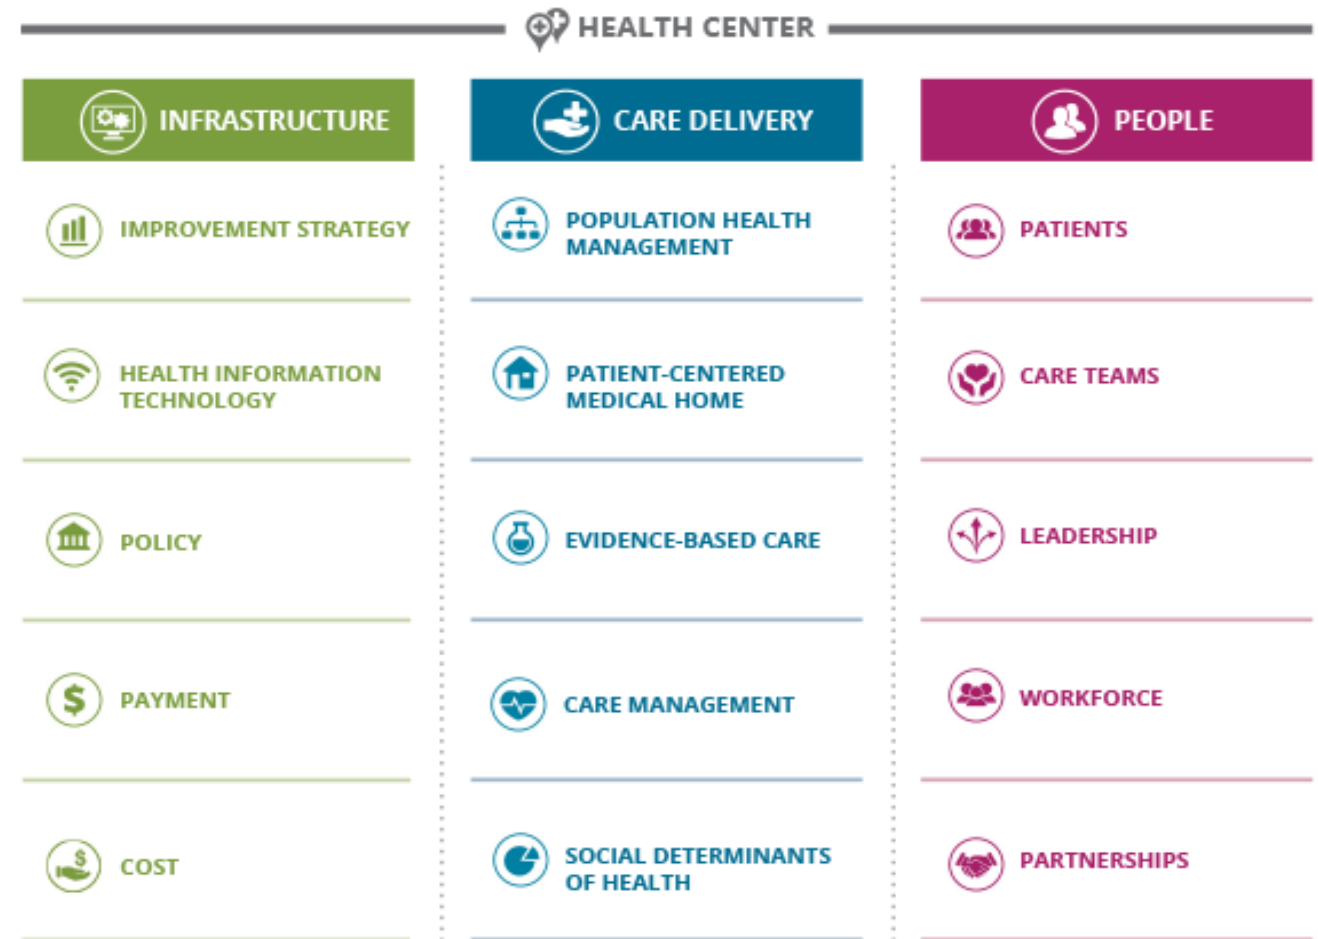 HEALTH CENTER
INFRASTRUCTURE
IMPROVEMENT STRATEGY
HEALTH INFORMATION
TECHNOLOGY
POLICY
PAYMENT
$
COST
$
CARE DELIVERY
POPULATION HEALTH
MANAGEMENT
PATIENT-CENTERED
MEDICAL HOME
EVIDENCE-BASED CARE
CARE MANAGEMENT
SOCIAL DETERMINANTS
OF HEALTH
PEOPLE
PATIENTS
CARE TEAMS
LEADERSHIP
WORKFORCE
PARTNERSHIPS